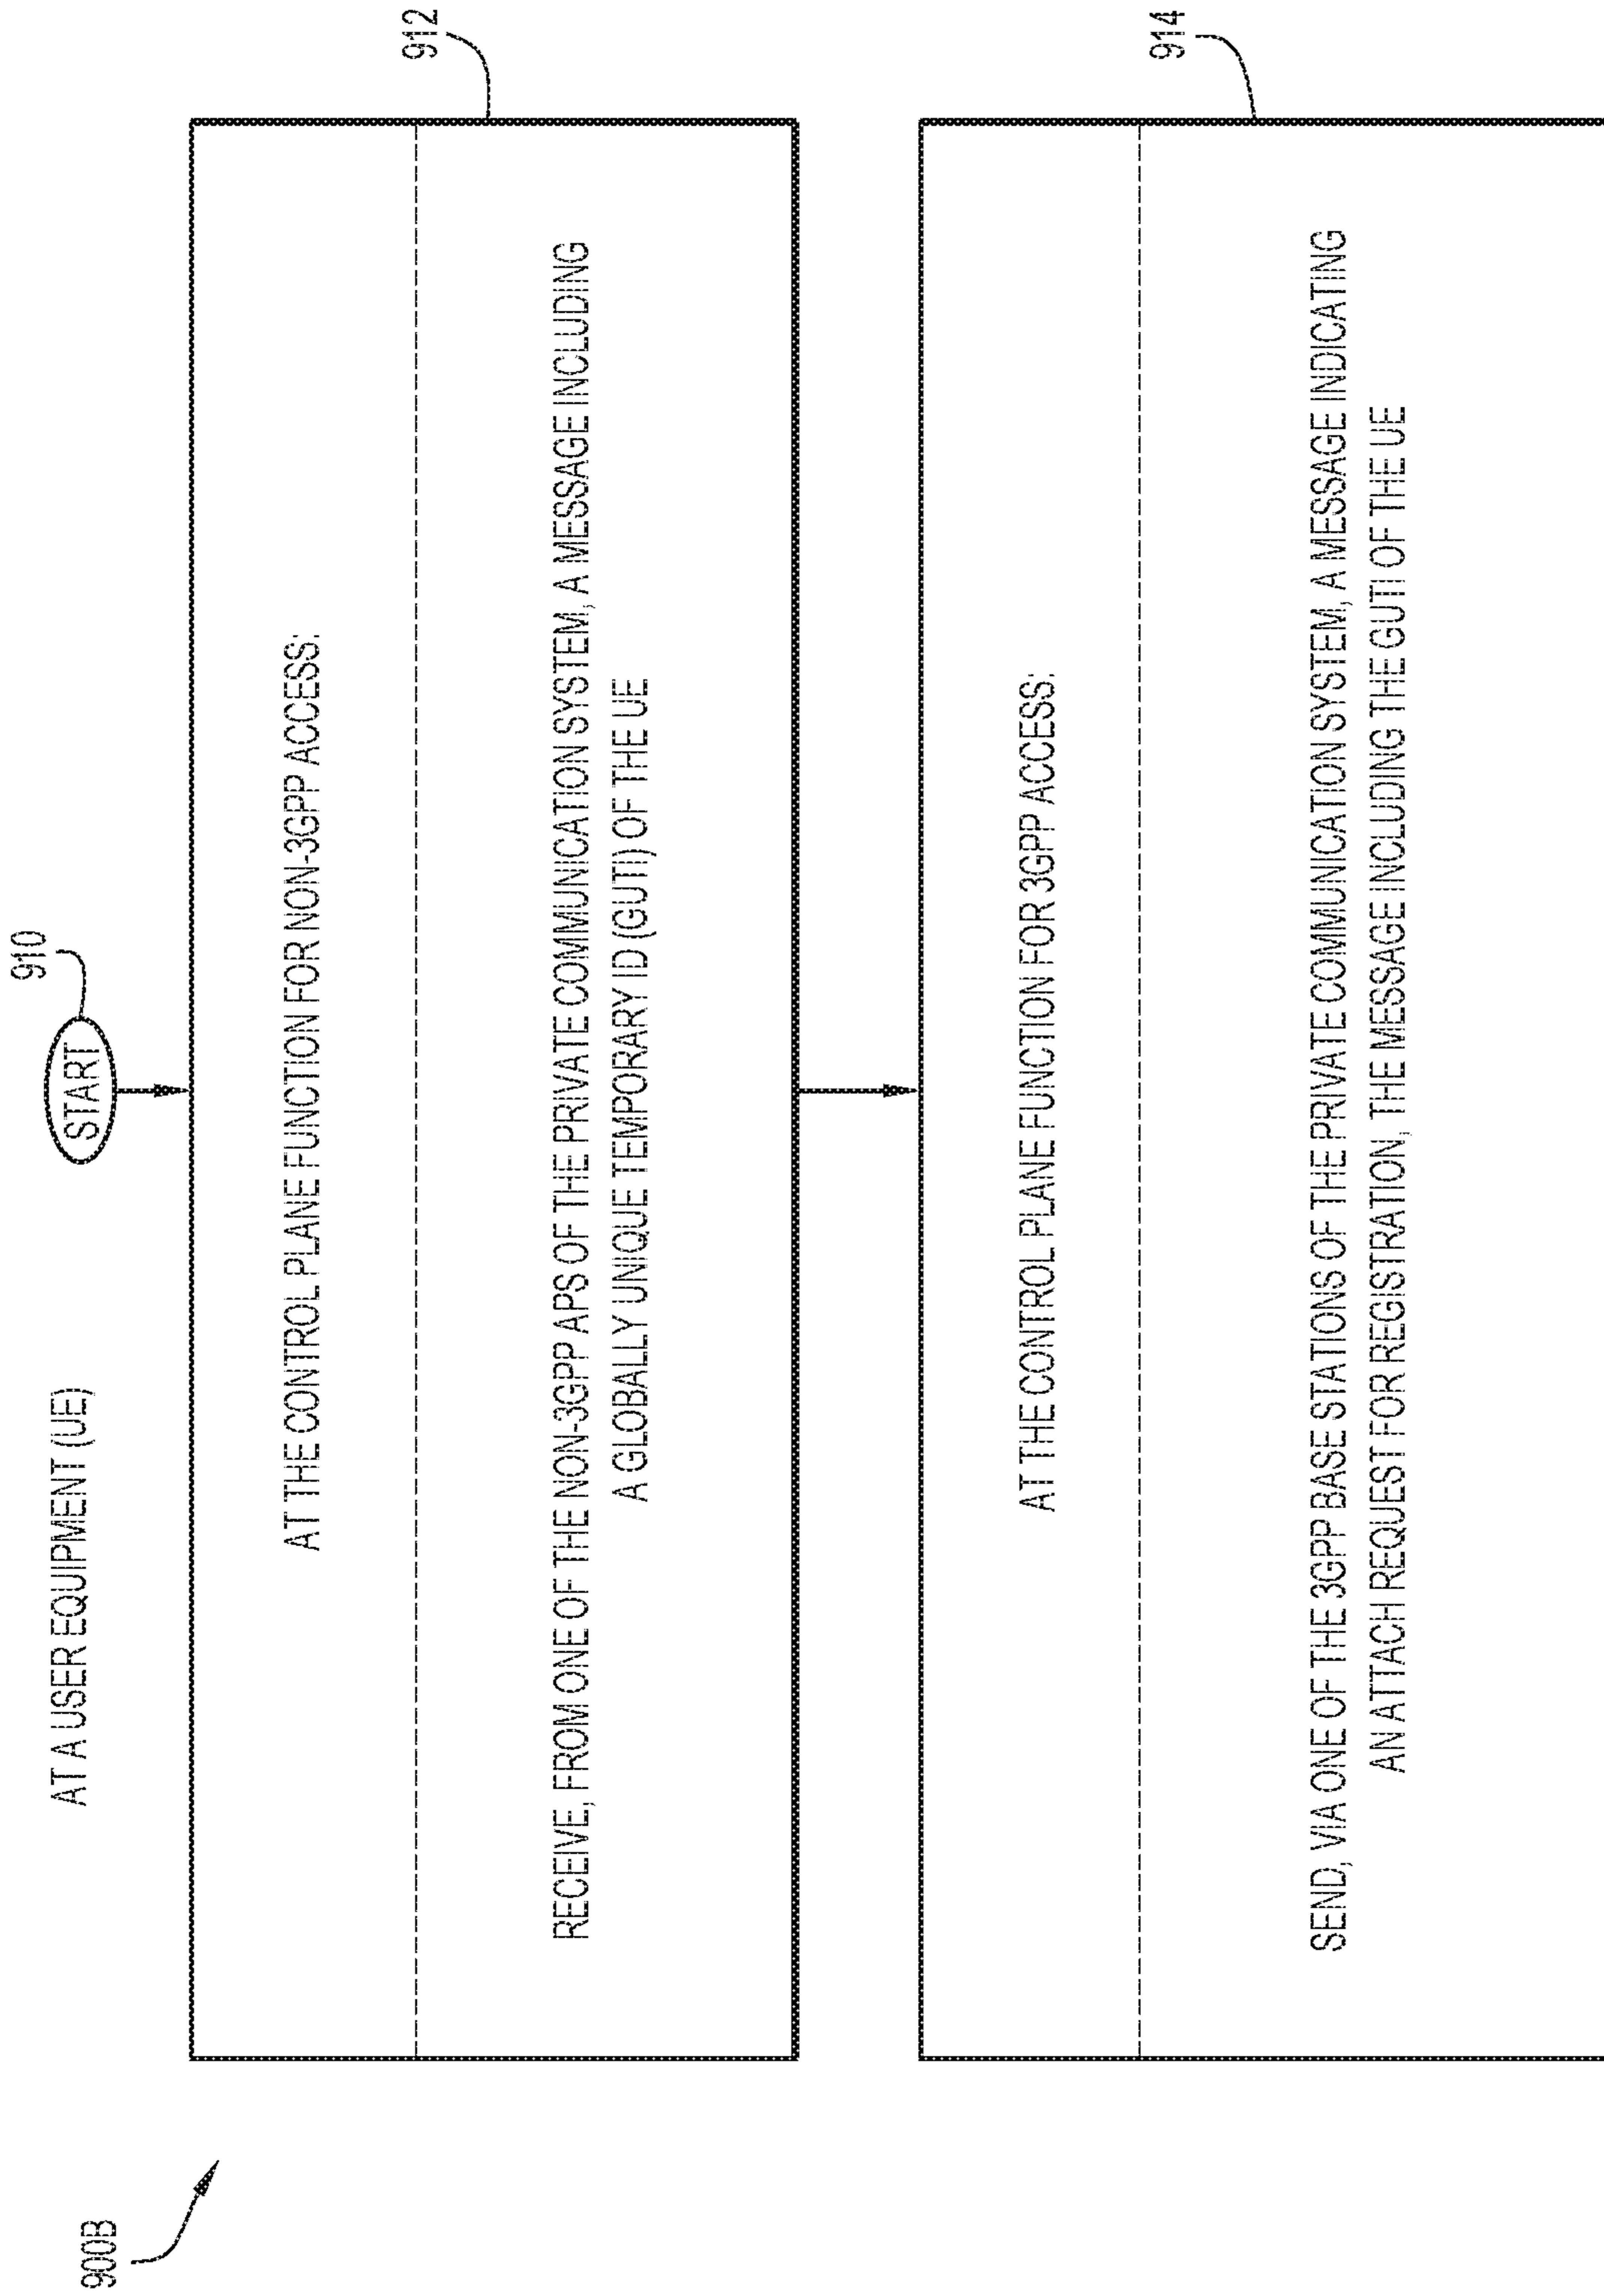 900B
AT A USER EQUIPMENT (UE)
START
910
AT THE CONTROL PLANE FUNCTION FOR NON-3GPP ACCESS:
912
RECEIVE, FROM ONE OF THE NON-3GPP APS OF THE PRIVATE COMMUNICATION SYSTEM, A MESSAGE INCLUDING
A GLOBALLY UNIQUE TEMPORARY ID (GUTI) OF THE UE
AT THE CONTROL PLANE FUNCTION FOR 3GPP ACCESS:
914
SEND, VIA ONE OF THE 3GPP BASE STATIONS OF THE PRIVATE COMMUNICATION SYSTEM, A MESSAGE INDICATING
AN ATTACH REQUEST FOR REGISTRATION, THE MESSAGE INCLUDING THE GUTI OF THE UE